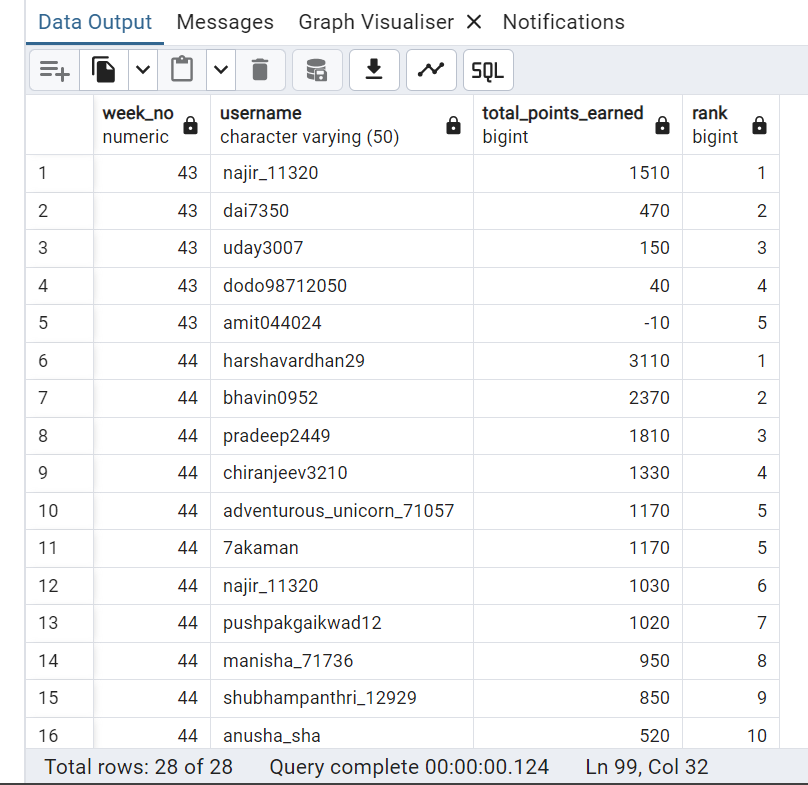 Data Output Messages Graph Visualiser Notifications
SQL
week_no username total_points_earned rank
numeric character varying (50) bigint bigint
1 43 najir_11320 1510 1
2 43 dai7350 470 2
3 43 uday3007 150 3
4 43 dodo98712050 40 4
5 43 amit044024 -10 5
6 44 harshavardhan29 3110 1
7 44 bhavin0952 2370 2
8 44 pradeep2449 1810 3
9 44 chiranjeev3210 1330 4
10 44 adventurous_unicorn_71057 1170 5
11 44 7akaman 1170 5
12 44 najir_11320 1030 6
13 44 pushpakgaikwad12 1020 7
14 44 manisha_71736 950 8
15 44 shubhampanthri_12929 850 9
16 44 anusha_sha 520 10
Total rows: 28 of 28 Query complete 00:00:00.124 Ln 99, Col 32